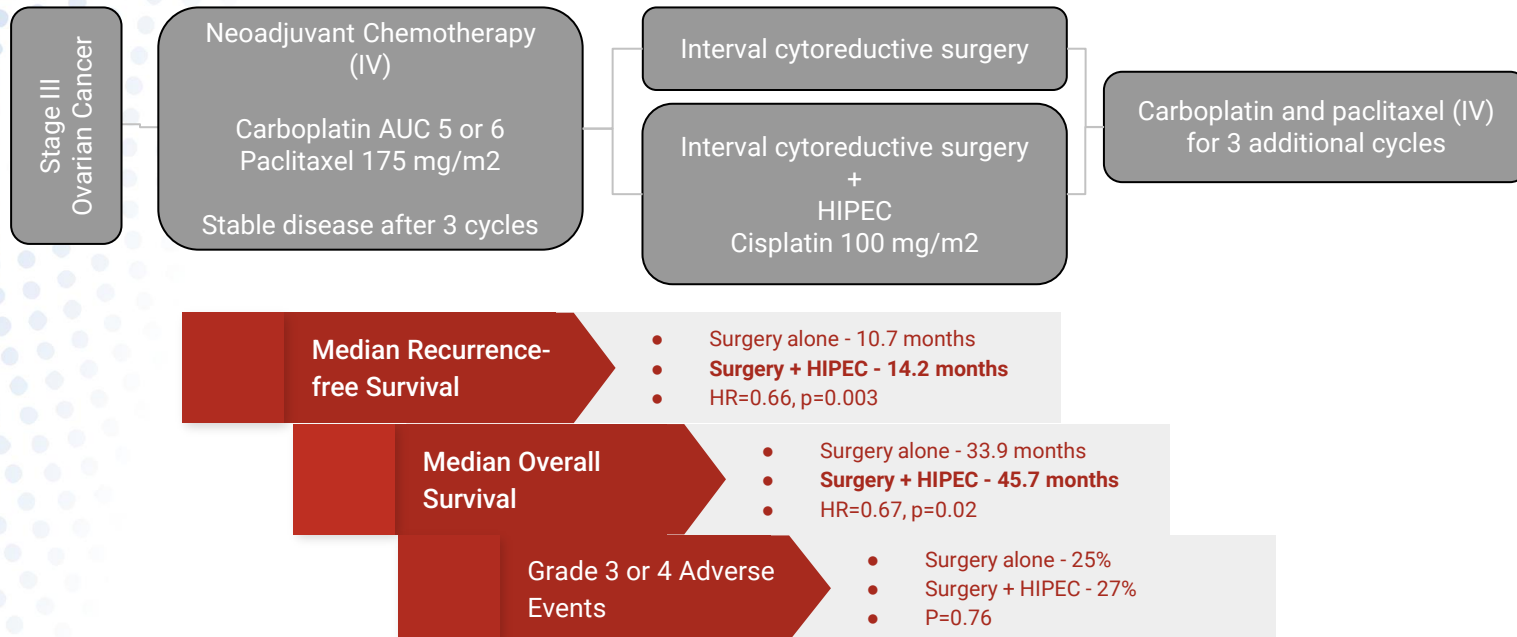 Stage III
Ovarian Cancer
Neoadjuvant Chemotherapy
(IV)
Carboplatin AUC 5 or 6
Paclitaxel 175 mg/m2
Stable disease after 3 cycles
Interval cytoreductive surgery
Interval cytoreductive surgery
+
HIPEC
Cisplatin 100 mg/m2
Carboplatin and paclitaxel (IV)
for 3 additional cycles
Median Recurrence-
free Survival
● Surgery alone - 10.7 months
● Surgery + HIPEC - 14.2 months
● HR=0.66, p=0.003
Median Overall
Survival
● Surgery alone - 33.9 months
● Surgery + HIPEC - 45.7 months
● HR=0.67, p=0.02
Grade 3 or 4 Adverse
Events
● Surgery alone - 25%
● Surgery + HIPEC - 27%
● P=0.76